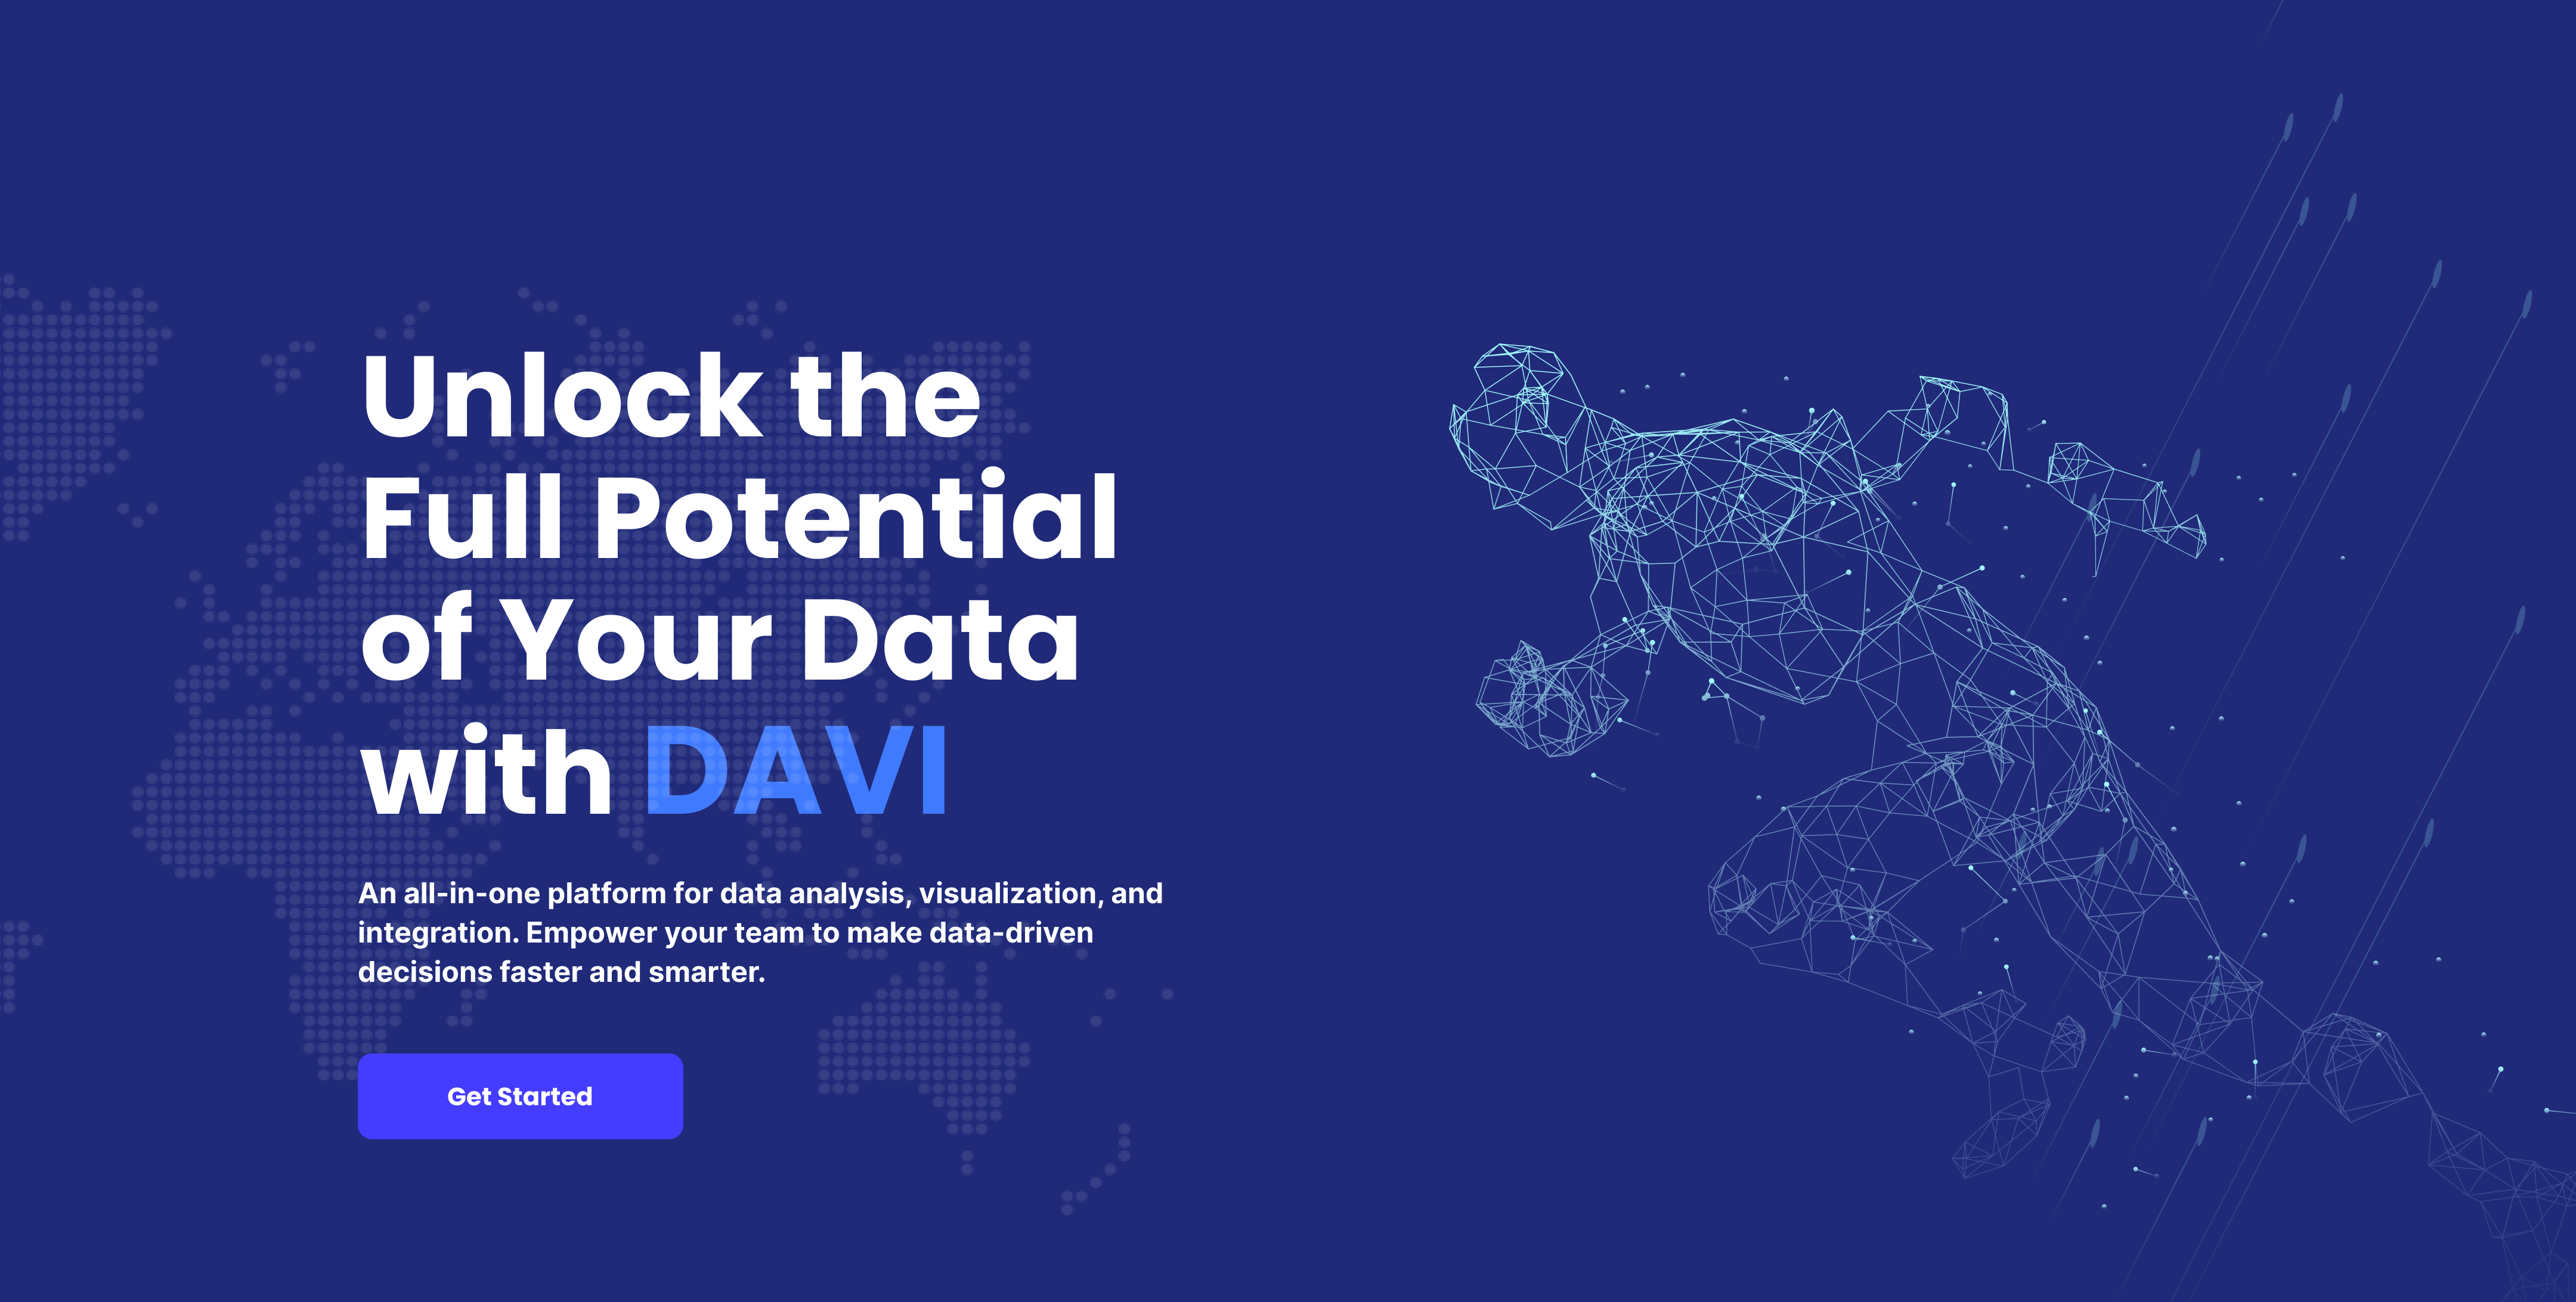 Unlock the
Full Potential
of Your Data
with DAVI
An all-in-one platform for data analysis, visualization, and
integration. Empower your team to make data-driven
decisions faster and smarter.
Get Started